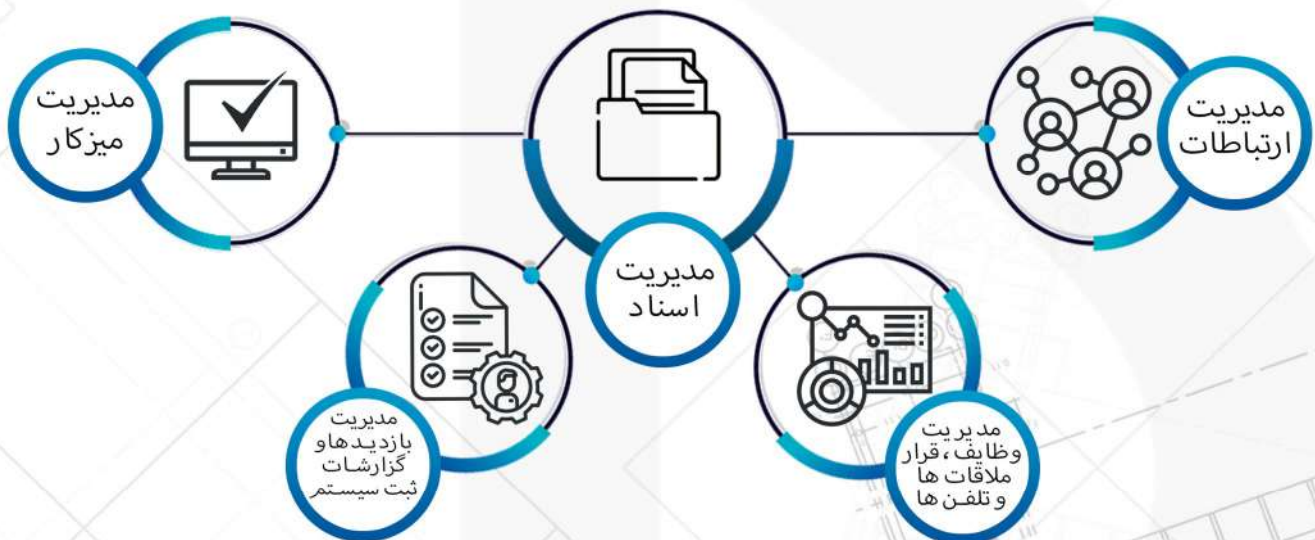 مدیریت
ارتباطات
مدیریت
میزکار
مدیریت
اسناد
مدیریت
وظایف، قرار
ملاقات ها
و تلفن ها
مدیریت
بازدیدهاو
گزارشات
ثبت سیستم